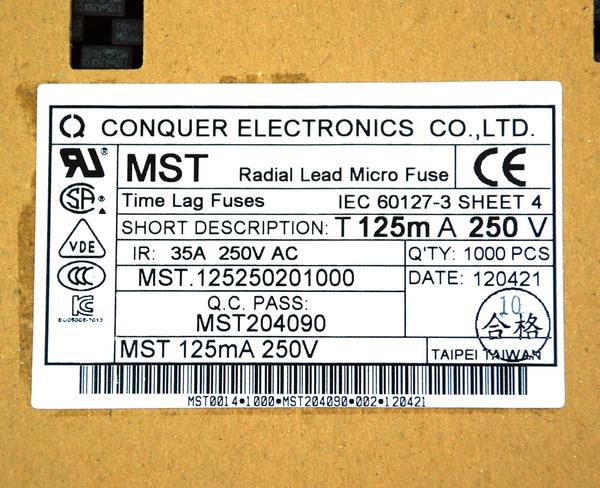 CONQUER ELECTRONICS CO.,LTD.
MST Radial Lead Micro Fuse CE
Time Lag Fuses IEC 60127-3 SHEET 4
SHORT DESCRIPTION: T 125m A 250 V
IR: 35A 250V AC Q'TY: 1000 PCS
MST.125250201000 DATE: 120421
Q.C. PASS:
MST204090
10
合格
MST 125mA 250V TAIPEI TAIWAN
MST0014•1000•MST204090•002•120421
VDE